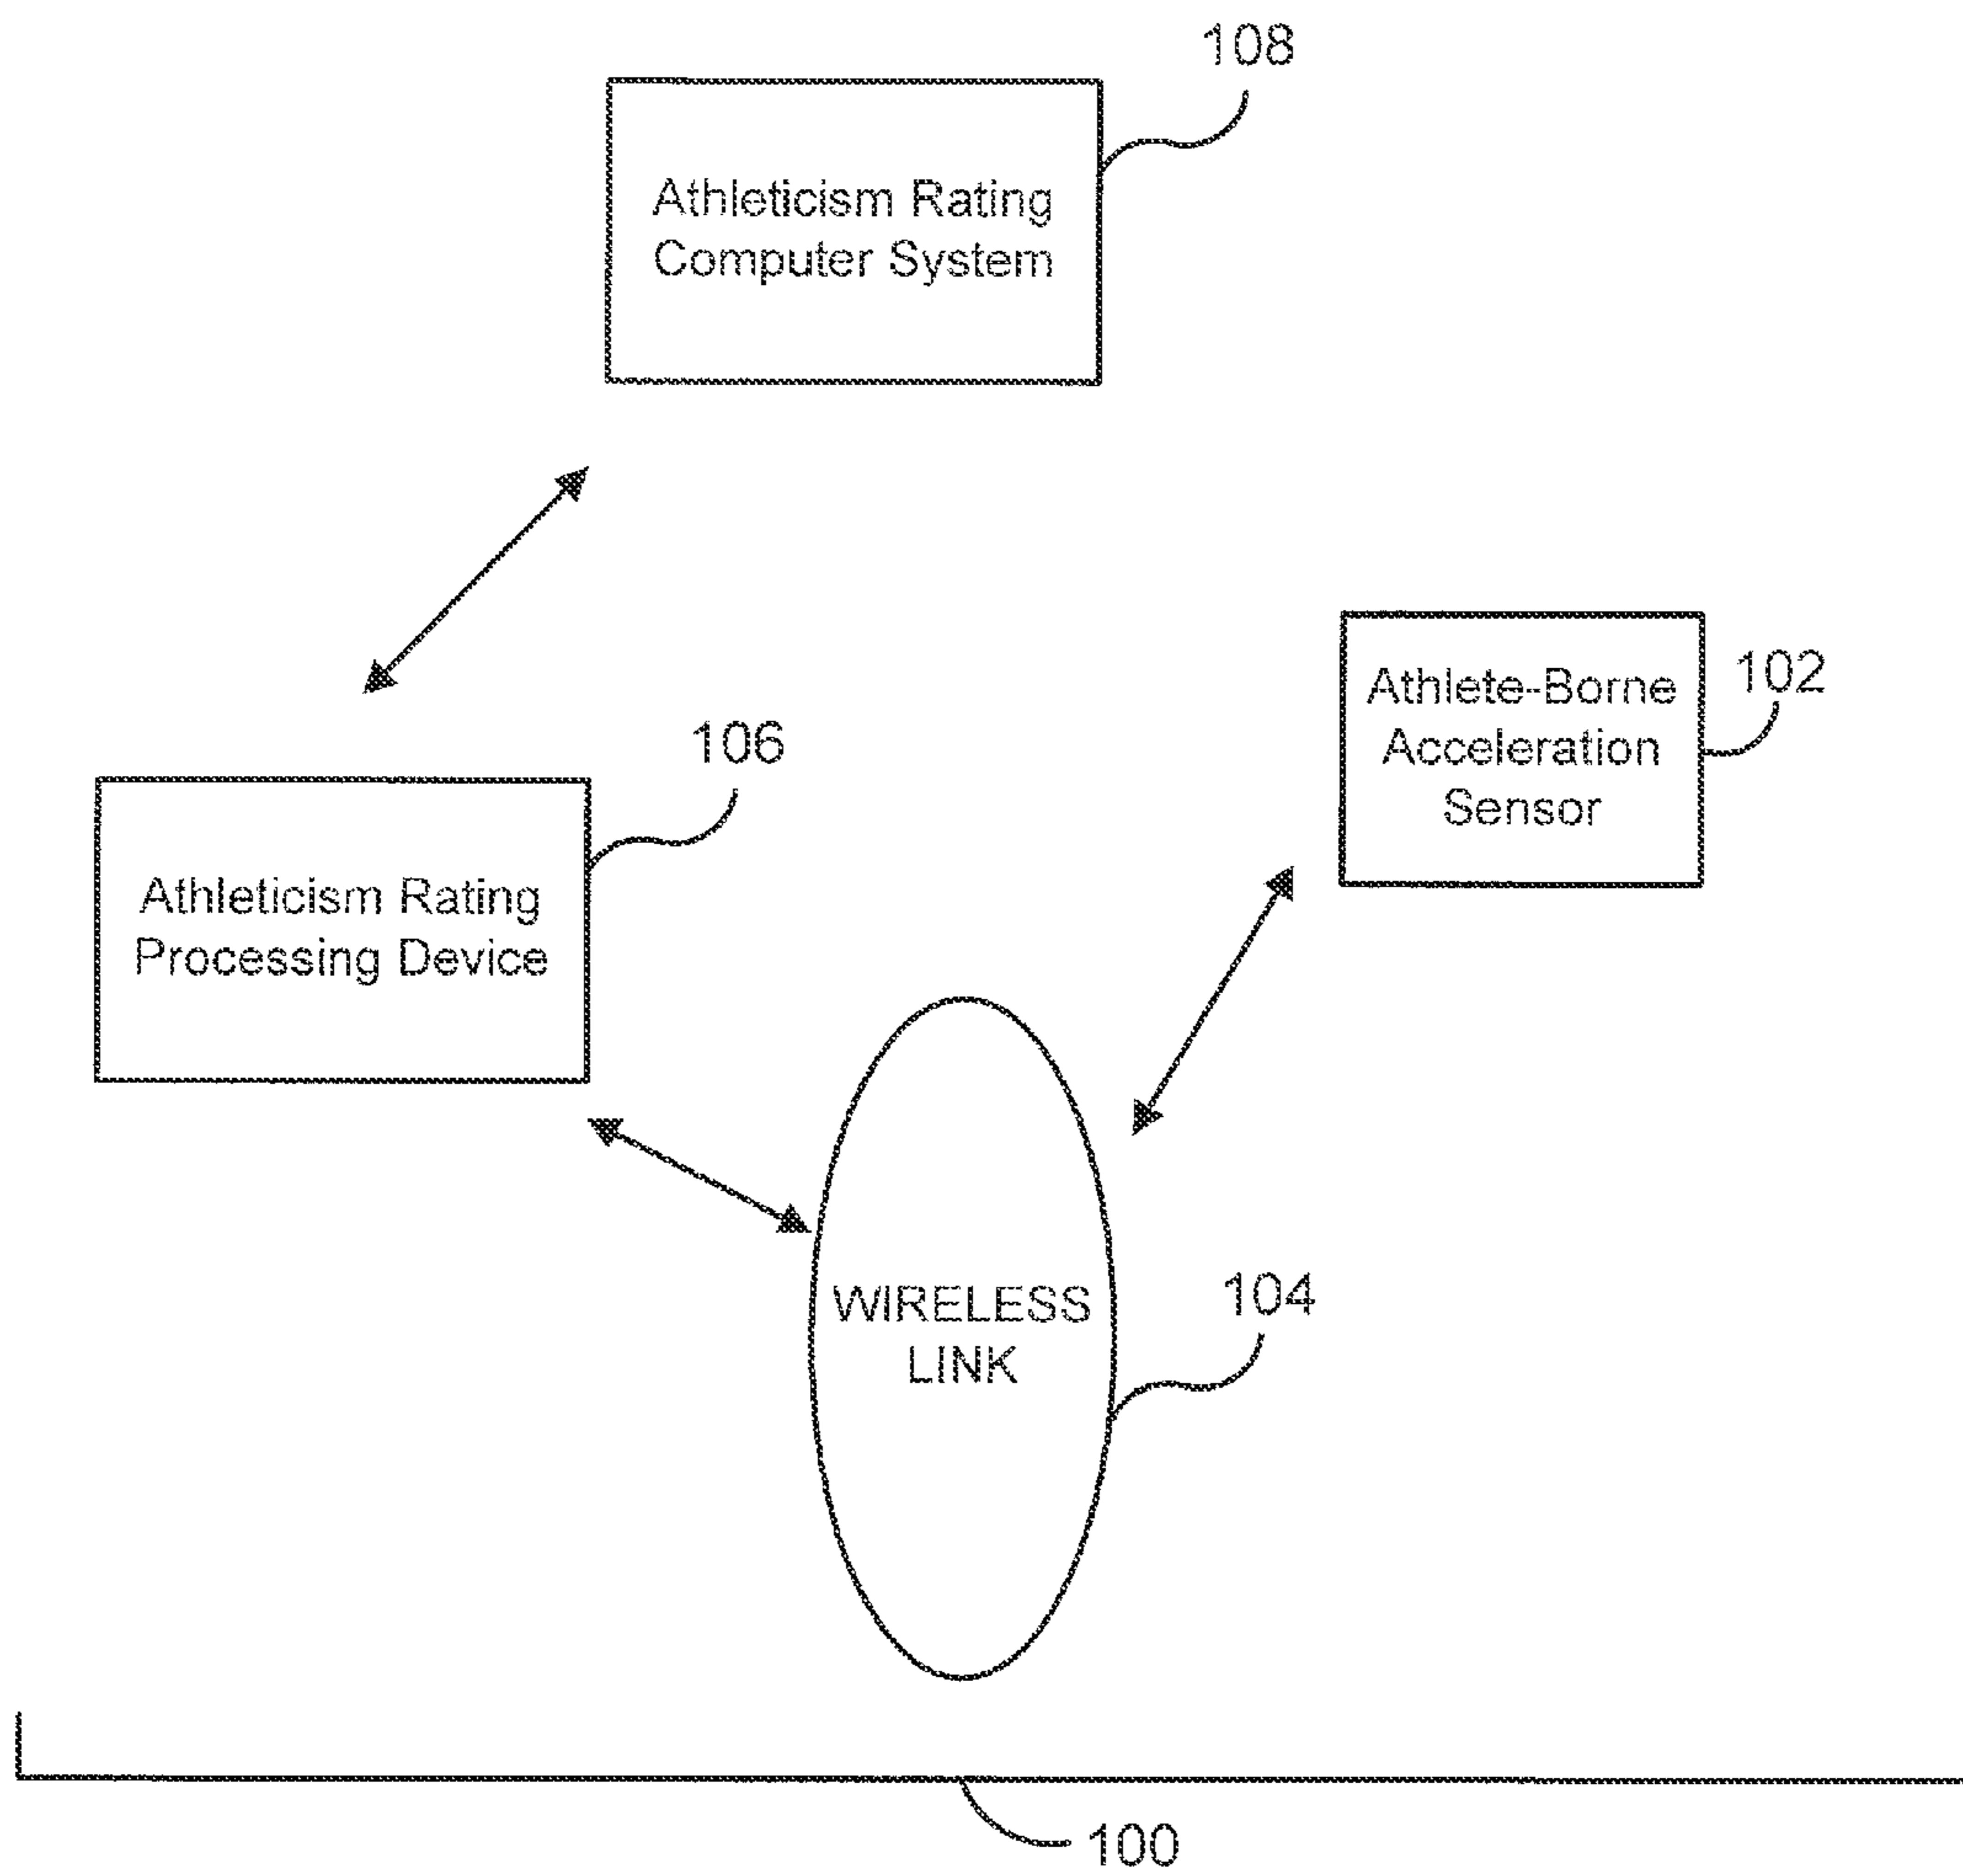 108
Athleticism Rating
Computer System
102
Athlete-Borne
Acceleration
Sensor
106
Athleticism Rating
Processing Device
104
WIRELESS
LINK
100